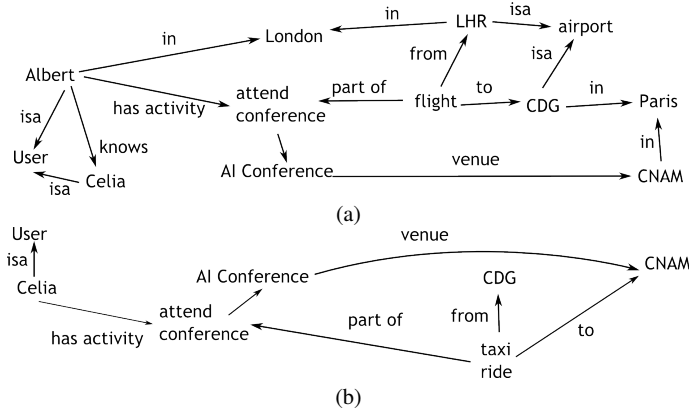 in
LHR
isa
airport
London
in
from
isa
Albert
has activity
attend
conference
part of
flight
to
CDG
in
Paris
isa
knows
User
isa
Celia
AI Conference
venue
in
CNAM
(a)
User
isa
Celia
venue
AI Conference
CDG
CNAM
has activity
attend
conference
part of
from
to
taxi
ride
(b)